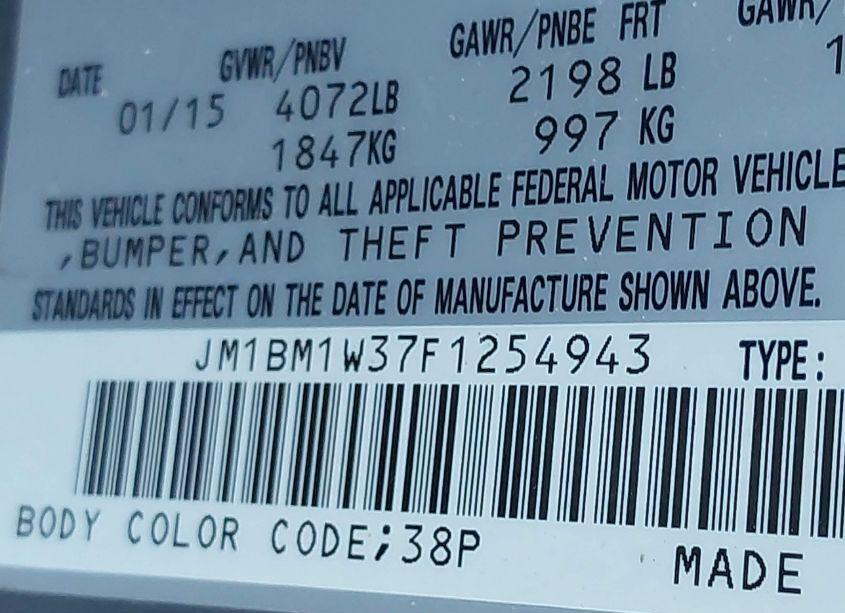 DATE GVWR/PNBV GAWR/PNBE FRT GAWR/
01/15 4072LB 2198 LB 1
1847KG 997 KG
THIS VEHICLE CONFORMS TO ALL APPLICABLE FEDERAL MOTOR VEHICLE
,BUMPER,AND THEFT PREVENTION
STANDARDS IN EFFECT ON THE DATE OF MANUFACTURE SHOWN ABOVE.
JM1BM1W37F1254943 TYPE:
BODY COLOR CODE;38P MADE